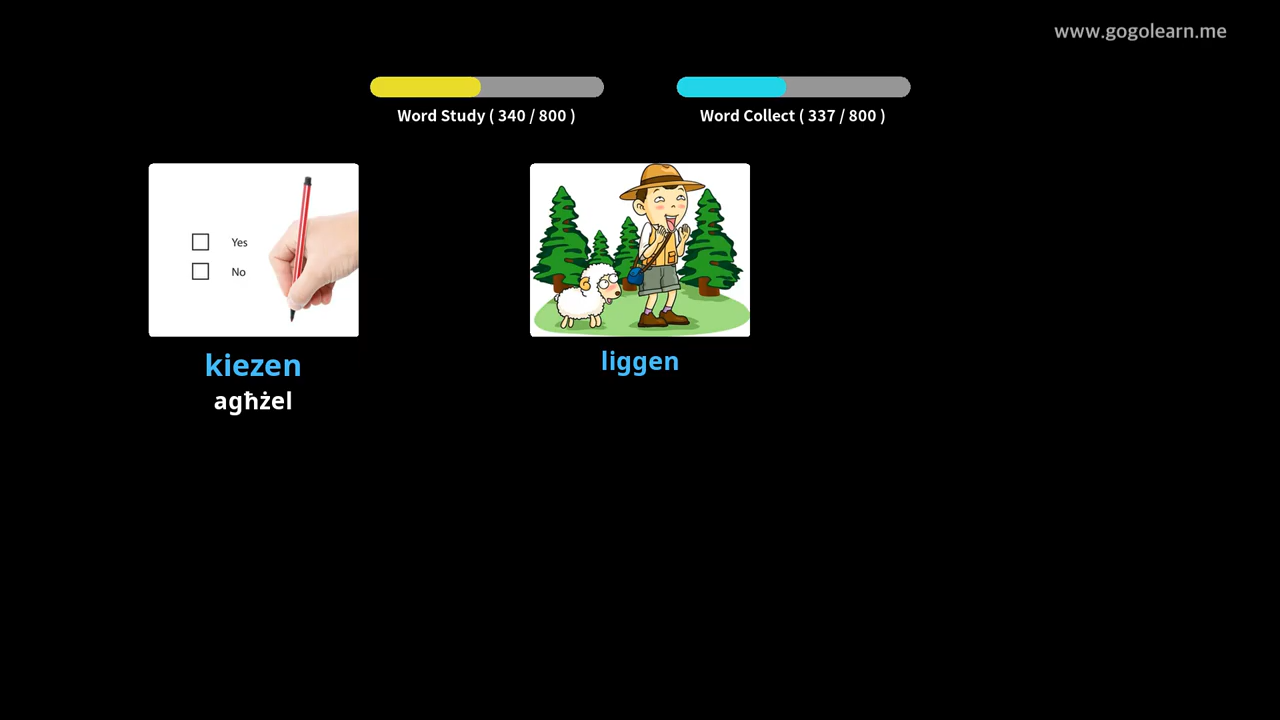 www.gogolearn.me
Word Study ( 340 / 800 )
Word Collect ( 337 / 800 )
Yes
No
kiezen
agħżel
liggen